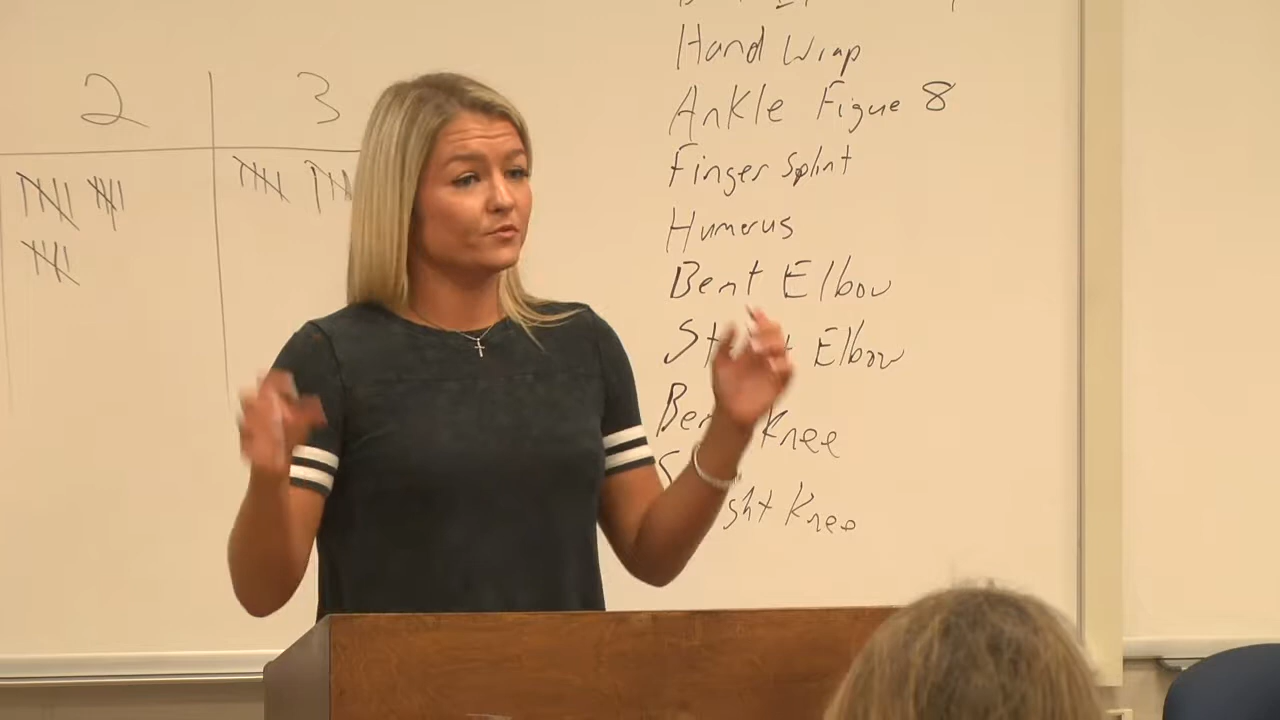 2 3
Hand Wrap
Ankle Figue 8
Finger Splint
Humerus
Bent Elbow
Elbow
Knee
Knee